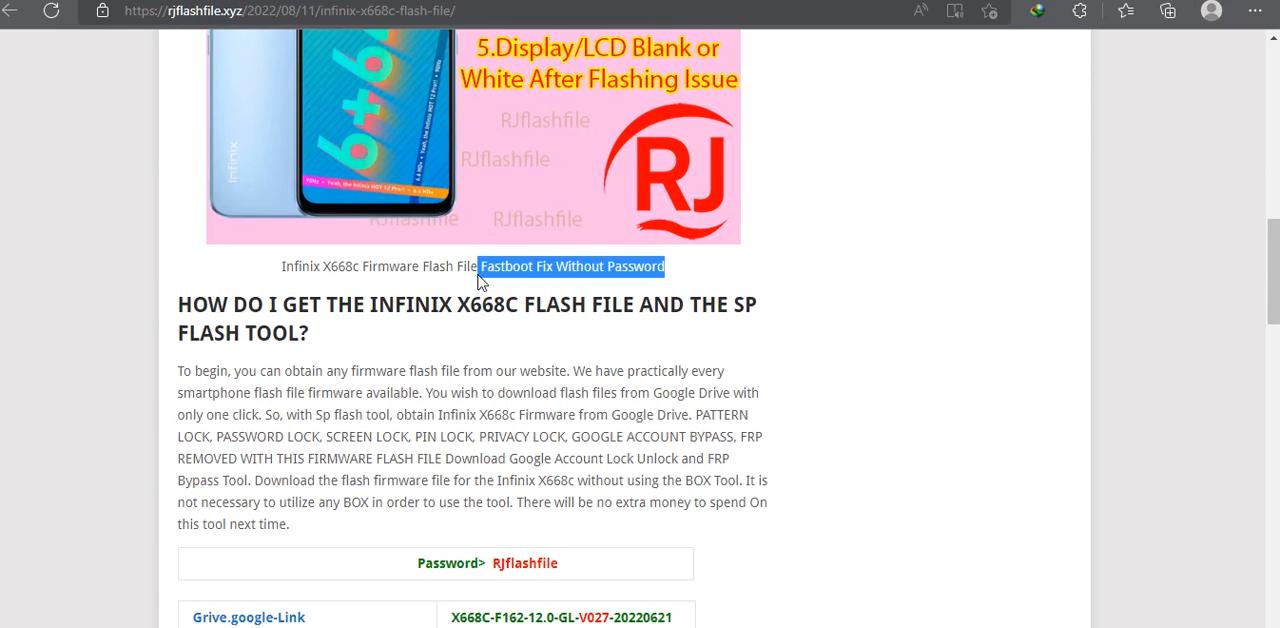 https://rjflashfile.xyz/2022/08/11/infinix-x668c-flash-file/
5.Display/LCD Blank or
White After Flashing Issue
RJflashfile
RJflashfile
RJ
RJflashfile
RJflashfile
6+6
Infinix
Infinix X668c Firmware Flash File Fastboot Fix Without Password
HOW DO I GET THE INFINIX X668C FLASH FILE AND THE SP
FLASH TOOL?
To begin, you can obtain any firmware flash file from our website. We have practically every
smartphone flash file firmware available. You wish to download flash files from Google Drive with
only one click. So, with Sp flash tool, obtain Infinix X668c Firmware from Google Drive. PATTERN
LOCK, PASSWORD LOCK, SCREEN LOCK, PIN LOCK, PRIVACY LOCK, GOOGLE ACCOUNT BYPASS, FRP
REMOVED WITH THIS FIRMWARE FLASH FILE Download Google Account Lock Unlock and FRP
Bypass Tool. Download the flash firmware file for the Infinix X668c without using the BOX Tool. It is
not necessary to utilize any BOX in order to use the tool. There will be no extra money to spend On
this tool next time.
Password> RJflashfile
Grive.google-Link X668C-F162-12.0-GL-V027-20220621